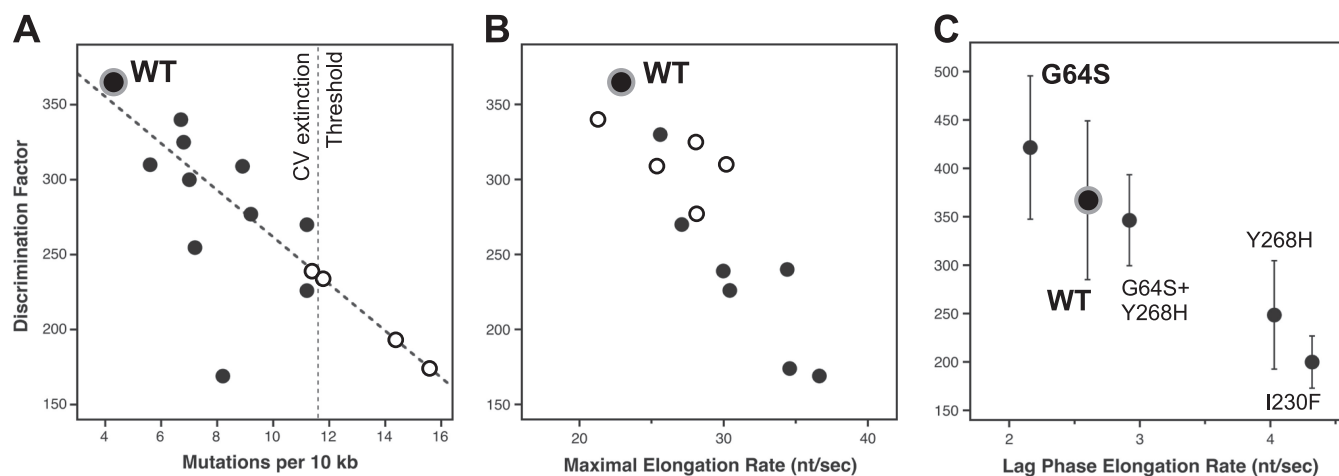 A
B
C
WT
CV extinction
Threshold
Discrimination Factor
350
300
250
200
150
4
6
8
10
12
14
16
Mutations per 10 kb
WT
350
300
250
200
150
20
30
40
Maximal Elongation Rate (nt/sec)
G64S
WT
G64S+
Y268H
Y268H
I230F
500
450
400
350
300
250
200
150
2
3
4
Lag Phase Elongation Rate (nt/sec)